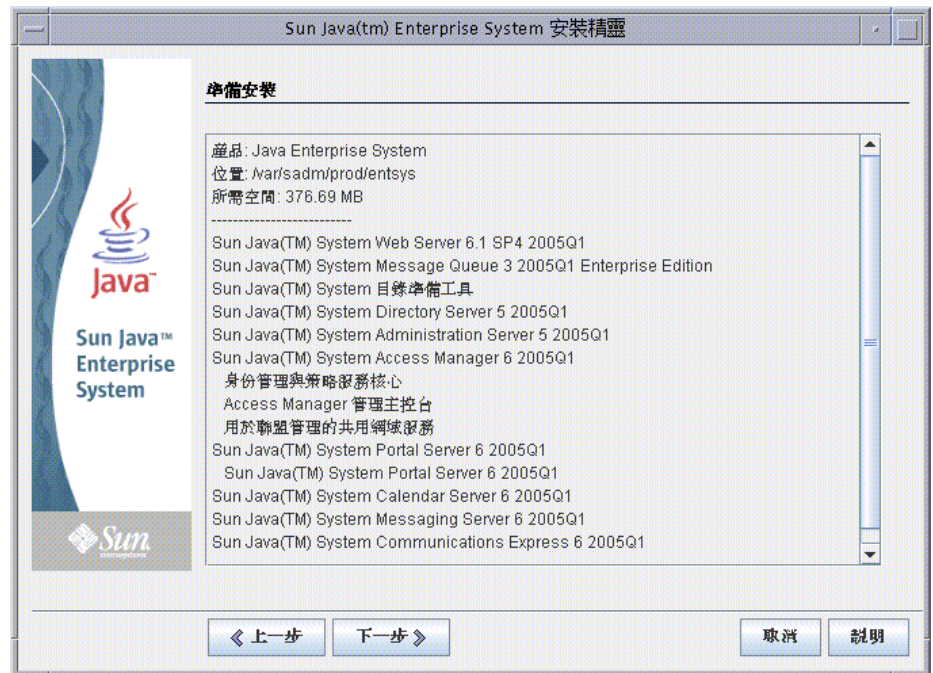 Sun Java(tm) Enterprise System 安裝精靈
準備安裝
產品: Java Enterprise System
位置: /var/sadm/prod/entsys
所需空間: 376.69 MB
--------------------------
Sun Java(TM) System Web Server 6.1 SP4 2005Q1
Sun Java(TM) System Message Queue 3 2005Q1 Enterprise Edition
Sun Java(TM) System 目錄準備工具
Sun Java(TM) System Directory Server 5 2005Q1
Sun Java(TM) System Administration Server 5 2005Q1
Sun Java(TM) System Access Manager 6 2005Q1
身份管理與策略服務核心
Access Manager 管理主控台
用於聯盟管理的共用網域服務
Sun Java(TM) System Portal Server 6 2005Q1
Sun Java(TM) System Portal Server 6 2005Q1
Sun Java(TM) System Calendar Server 6 2005Q1
Sun Java(TM) System Messaging Server 6 2005Q1
Sun Java(TM) System Communications Express 6 2005Q1
Java™
Sun Java™
Enterprise
System
Sun
microsystems
上一步
下一步
取消
說明